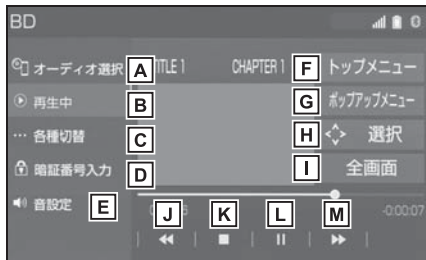 BD
オーディオ選択 A TITLE 1 CHAPTER 1 F トップメニュー
再生中 B G ポップアップメニュー
各種切替 C H 選択
暗証番号入力 D I 全画面
音設定 E
J K L M -0:00:07